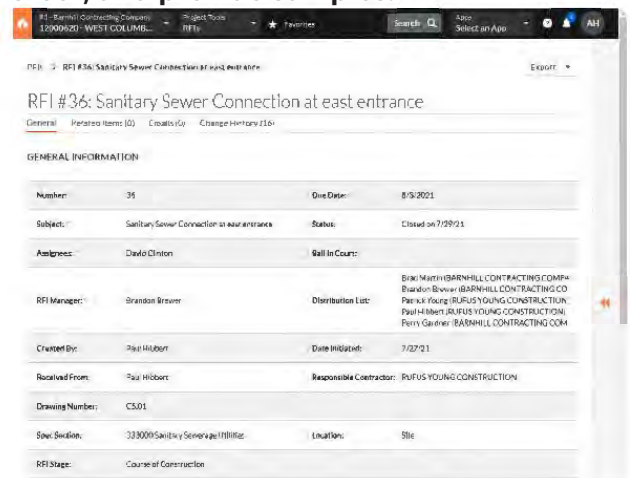 #1 - Barnhill Contracting Company
12000620 - WEST COLUMB...
Project Tools
RFIs
Favorites
Search
Apps
Select an App
AH
RFIs > RFI #36: Sanitary Sewer Connection at east entrance
Export
RFI #36: Sanitary Sewer Connection at east entrance
General Related Items (0) Emails (0) Change History (16)
GENERAL INFORMATION
Number: 36 Due Date: 8/5/2021
Subject: Sanitary Sewer Connection at east entrance Status: Closed on 7/29/21
Assignees: David Clinton Ball In Court:
RFI Manager: Brandon Brewer Distribution List:
Brad Martin (BARNHILL CONTRACTING COMPA
Brandon Brewer (BARNHILL CONTRACTING CO
Patrick Young (RUFUS YOUNG CONSTRUCTION
Paul Hibbert (RUFUS YOUNG CONSTRUCTION)
Perry Gardner (BARNHILL CONTRACTING COM
Created By: Paul Hibbert Date Initiated: 7/27/21
Received From: Paul Hibbert Responsible Contractor: RUFUS YOUNG CONSTRUCTION
Drawing Number: C5.01
Spec Section: 333000 Sanitary Sewerage Utilities Location: Site
RFI Stage: Course of Construction